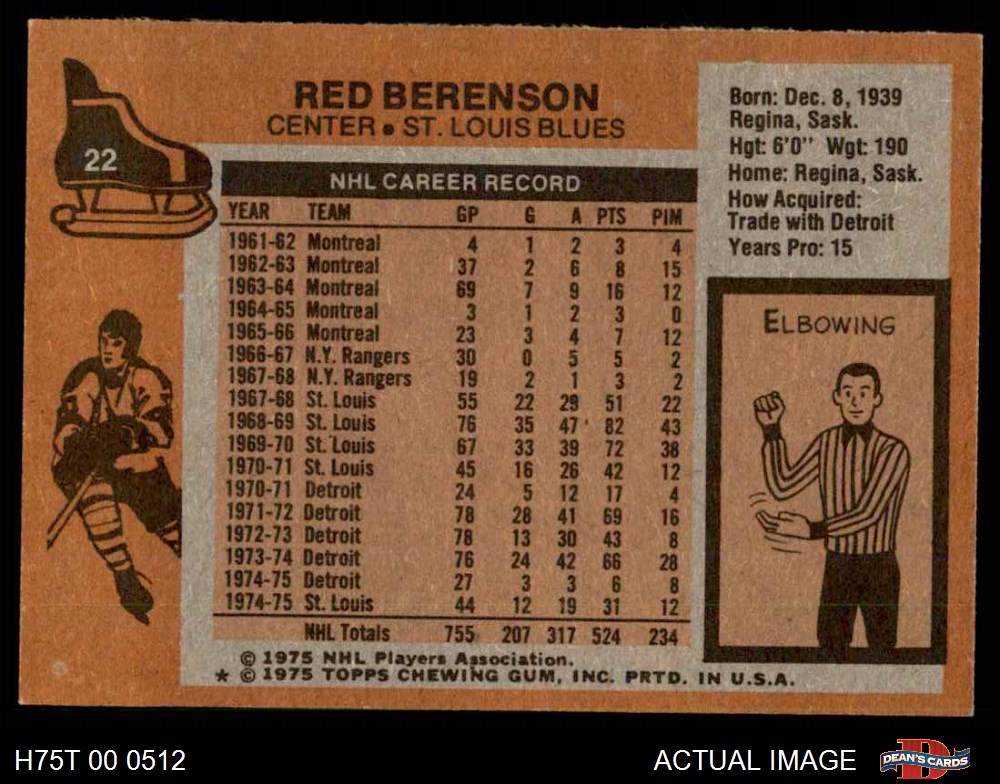 RED BERENSON
CENTER • ST. LOUIS BLUES
22
NHL CAREER RECORD
YEAR TEAM GP G A PTS PIM
1961-62 Montreal 4 1 2 3 4
1962-63 Montreal 37 2 6 8 15
1963-64 Montreal 69 7 9 16 12
1964-65 Montreal 3 1 2 3 0
1965-66 Montreal 23 3 4 7 12
1966-67 N.Y. Rangers 30 0 5 5 2
1967-68 N.Y. Rangers 19 2 1 3 2
1967-68 St. Louis 55 22 29 51 22
1968-69 St. Louis 76 35 47 82 43
1969-70 St. Louis 67 33 39 72 38
1970-71 St. Louis 45 16 26 42 12
1970-71 Detroit 24 5 12 17 4
1971-72 Detroit 78 28 41 69 16
1972-73 Detroit 78 13 30 43 8
1973-74 Detroit 76 24 42 66 28
1974-75 Detroit 27 3 3 6 8
1974-75 St. Louis 44 12 19 31 12
NHL Totals 755 207 317 524 234
© 1975 NHL Players Association.
* © 1975 TOPPS CHEWING GUM, INC. PRTD. IN U.S.A.
Born: Dec. 8, 1939
Regina, Sask.
Hgt: 6'0" Wgt: 190
Home: Regina, Sask.
How Acquired:
Trade with Detroit
Years Pro: 15
ELBOWING
H75T 00 0512
ACTUAL IMAGE
D
DEAN'S CARDS